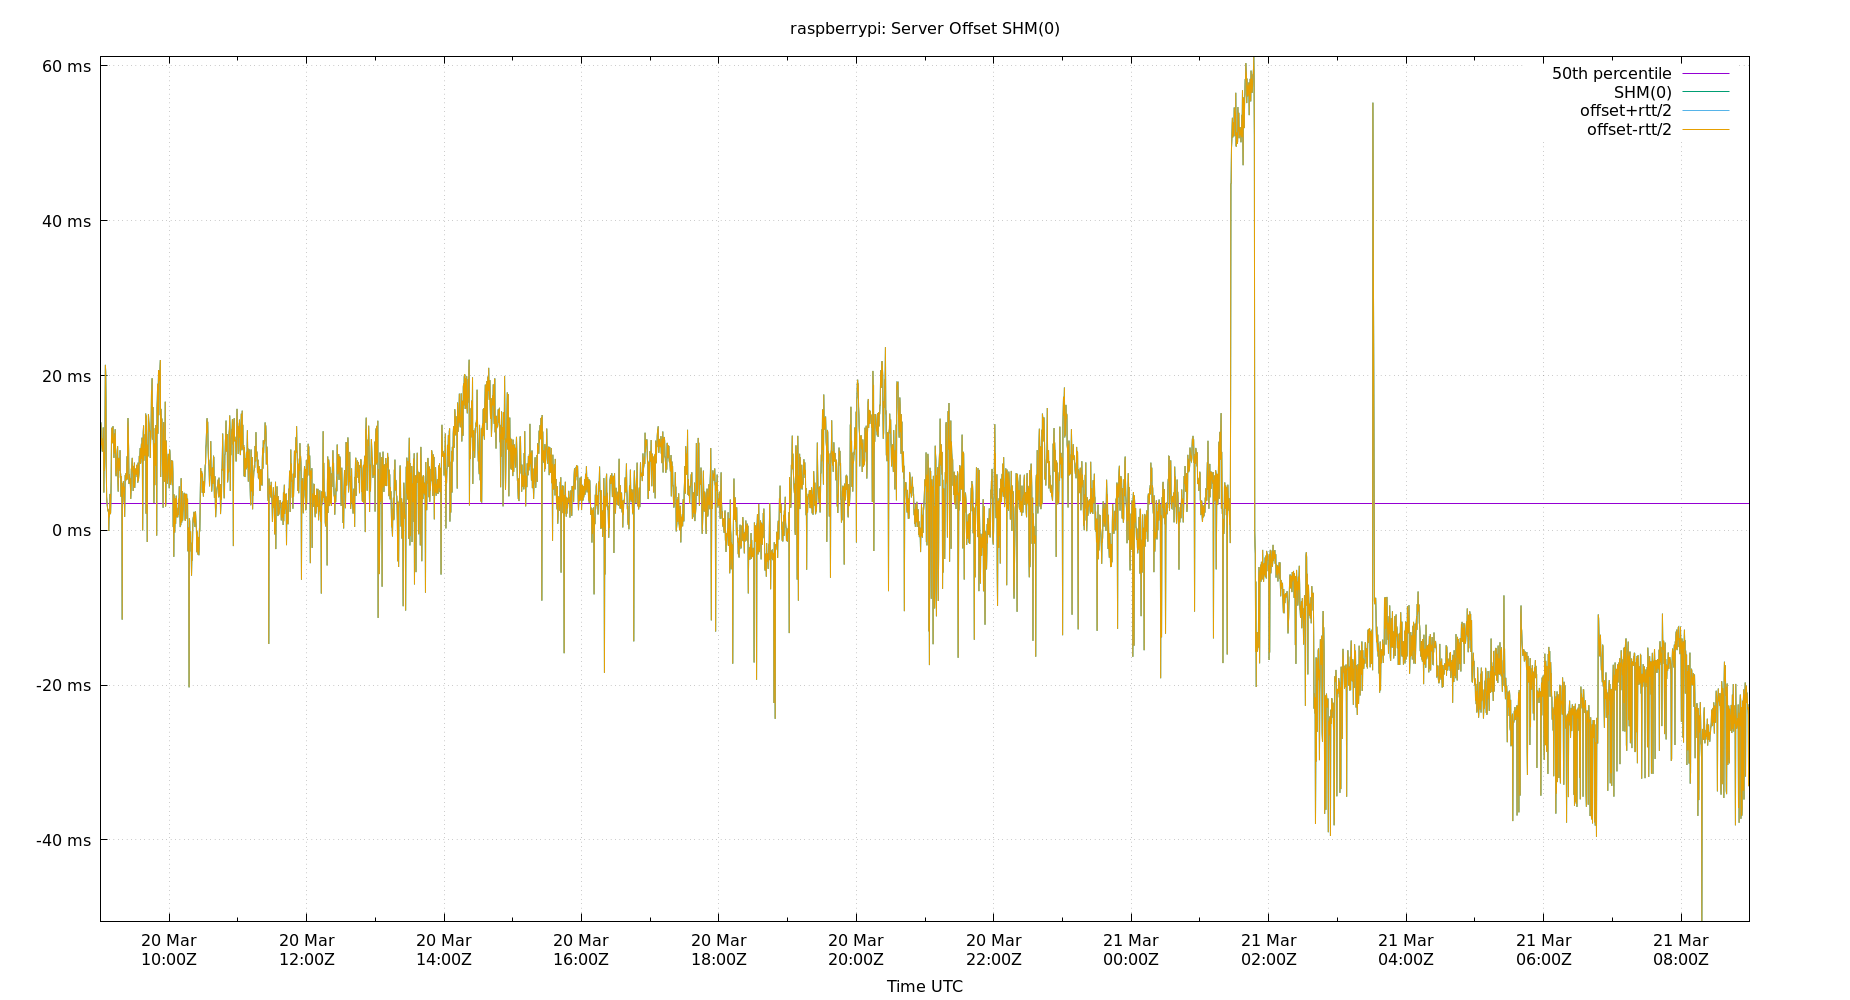 raspberrypi: Server Offset SHM(0)
50th percentile
SHM(0)
offset+rtt/2
offset-rtt/2
60 ms
40 ms
20 ms
0 ms
-20 ms
-40 ms
20 Mar 20 Mar 20 Mar 20 Mar 20 Mar 20 Mar 20 Mar 21 Mar 21 Mar 21 Mar 21 Mar 21 Mar
10:00Z 12:00Z 14:00Z 16:00Z 18:00Z 20:00Z 22:00Z 00:00Z 02:00Z 04:00Z 06:00Z 08:00Z
Time UTC